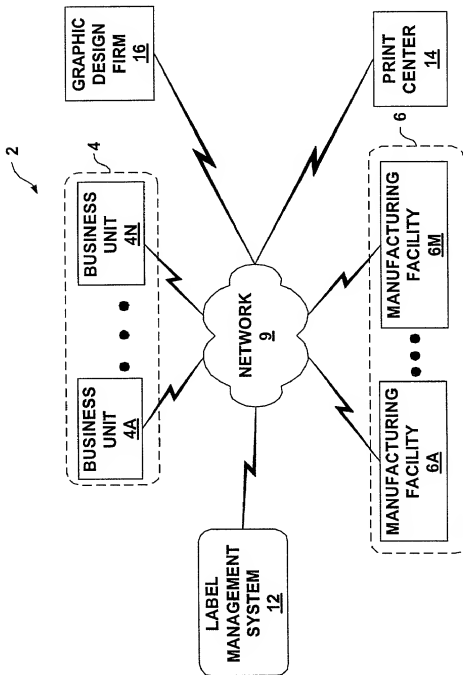 2
4
BUSINESS
UNIT
4A
BUSINESS
UNIT
4N
GRAPHIC
DESIGN
FIRM
16
LABEL
MANAGEMENT
SYSTEM
12
NETWORK
9
6
MANUFACTURING
FACILITY
6A
MANUFACTURING
FACILITY
6M
PRINT
CENTER
14